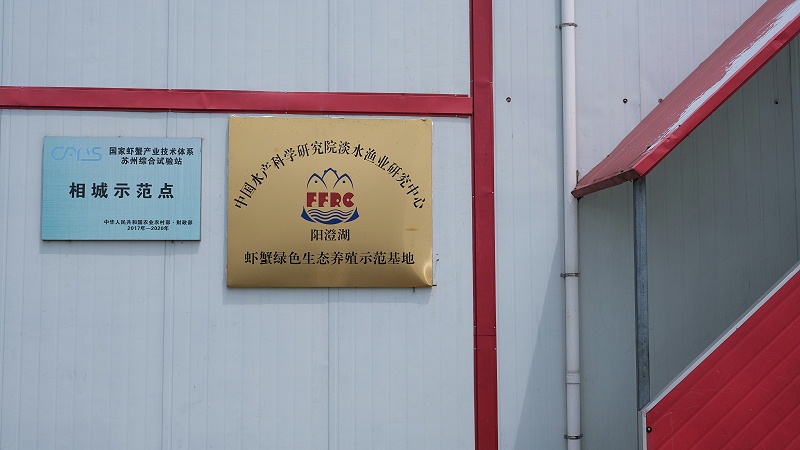 CARS
国家虾蟹产业技术体系
苏州综合试验站
相城示范点
中华人民共和国农业农村部·财政部
2017年—2020年
中国水产科学研究院淡水渔业研究中心
FFRC
阳澄湖
虾蟹绿色生态养殖示范基地